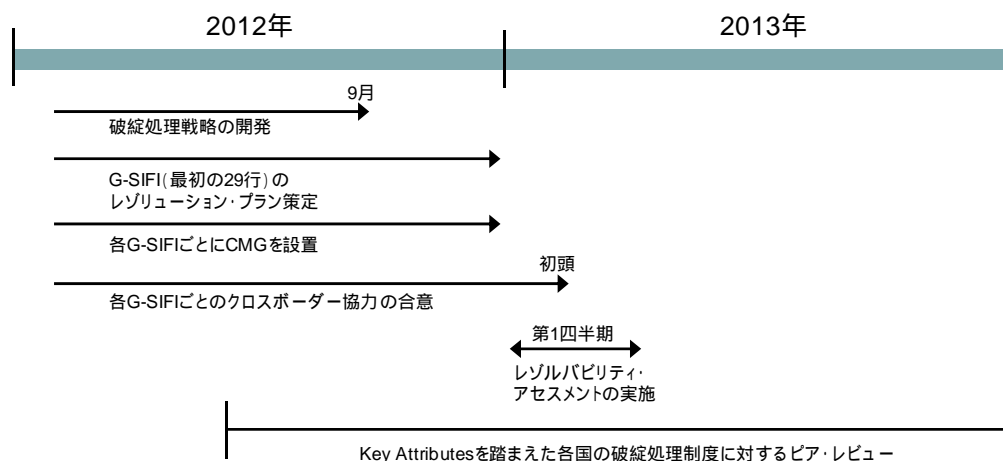 2012年
2013年
9月
破綻処理戦略の開発
G-SIFI(最初の29行)の
レゾリューション・プラン策定
各G-SIFIごとにCMGを設置
初頭
各G-SIFIごとのクロスボーダー協力の合意
第1四半期
レゾルバビリティ・
アセスメントの実施
Key Attributesを踏まえた各国の破綻処理制度に対するピア・レビュー